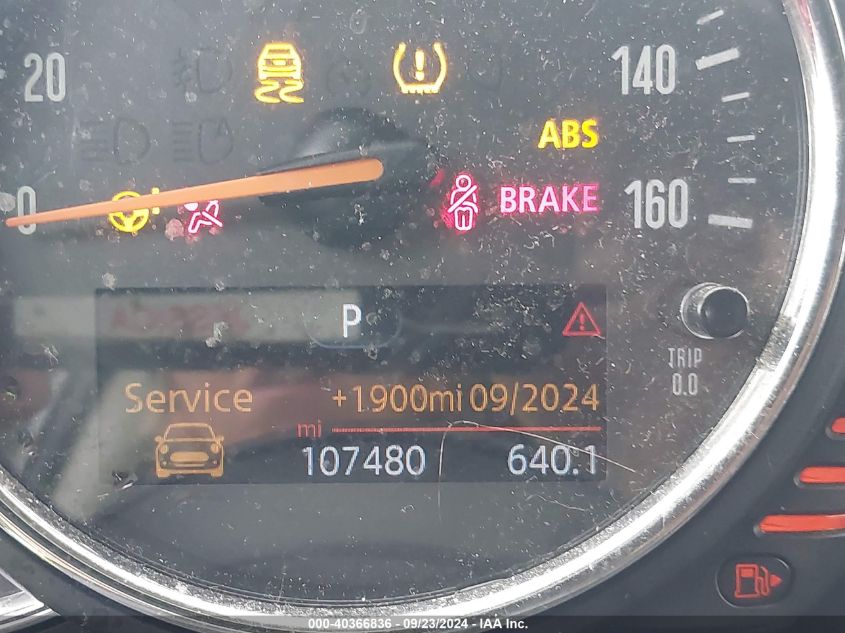 20 140
ABS
0 BRAKE 160
P
TRIP
0.0
Service +1900mi 09/2024
mi
107480 640.1
000-40366836 - 09/23/2024 - IAA Inc.